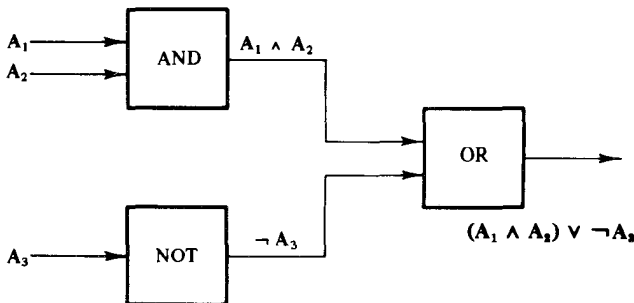 A₁
A₂
AND
A₁ ∧ A₂
OR
(A₁ ∧ A₂) ∨ ¬A₃
A₃
NOT
¬ A₃